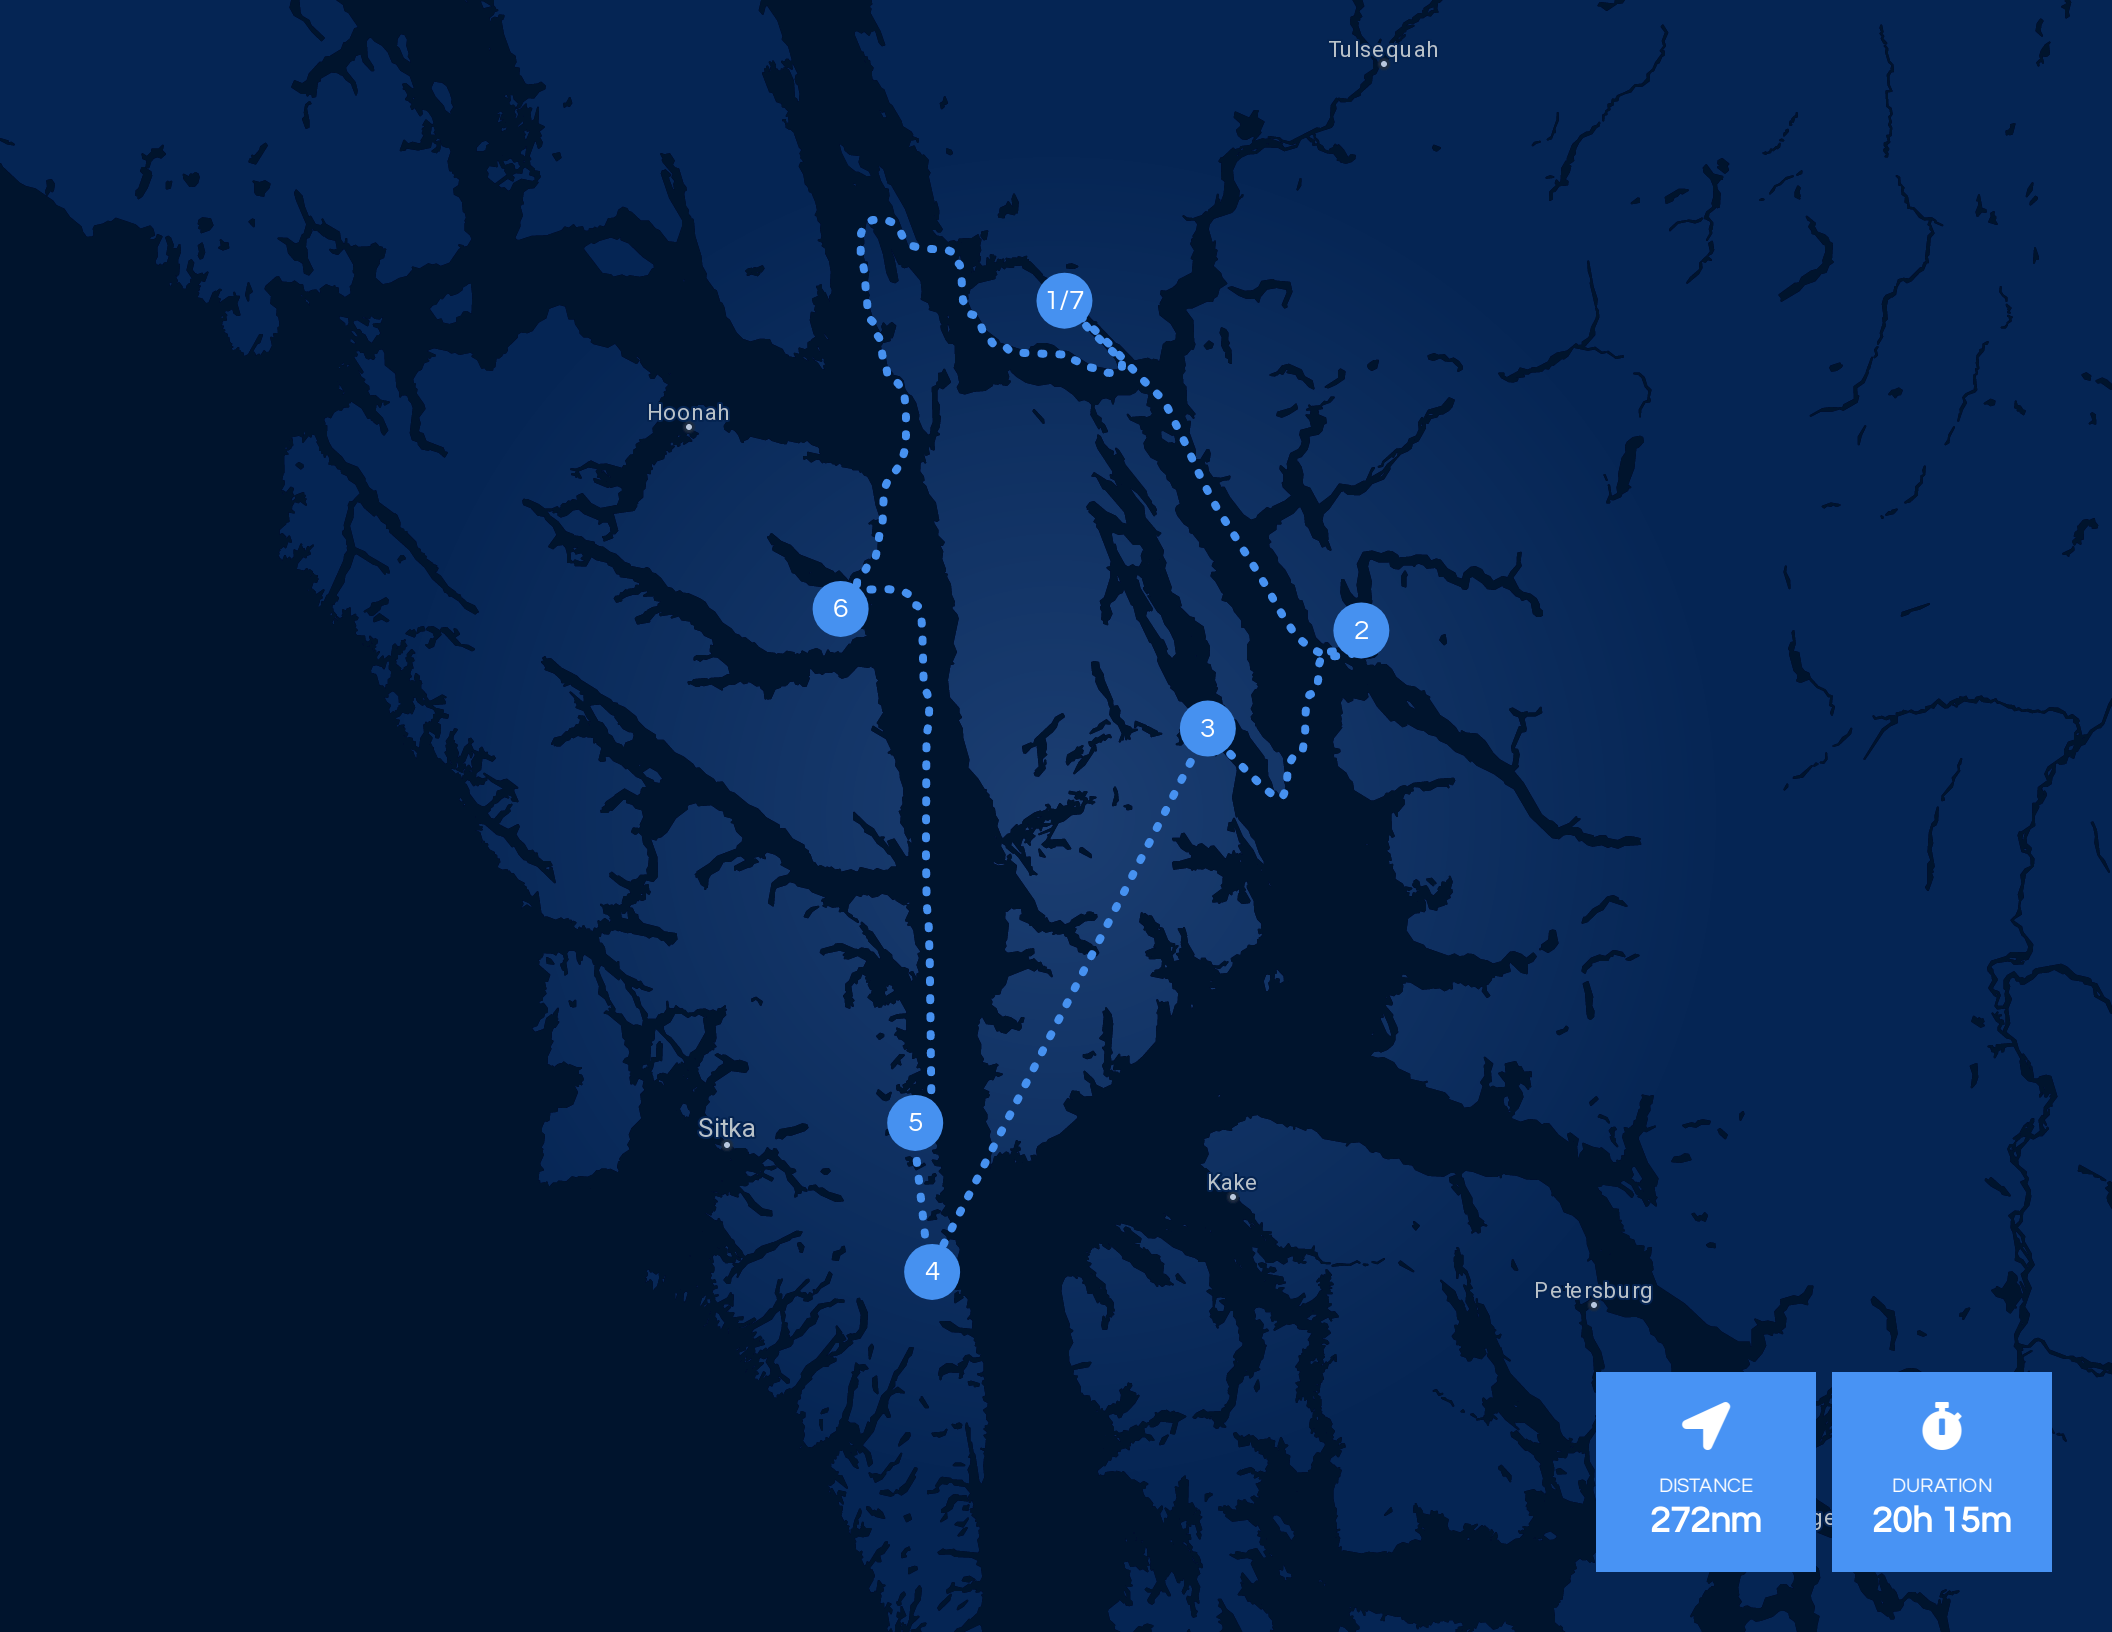 Tulsequah
1/7
Hoonah
6
2
3
5
Sitka
Kake
4
Petersburg
DISTANCE
272nm
DURATION
20h 15m